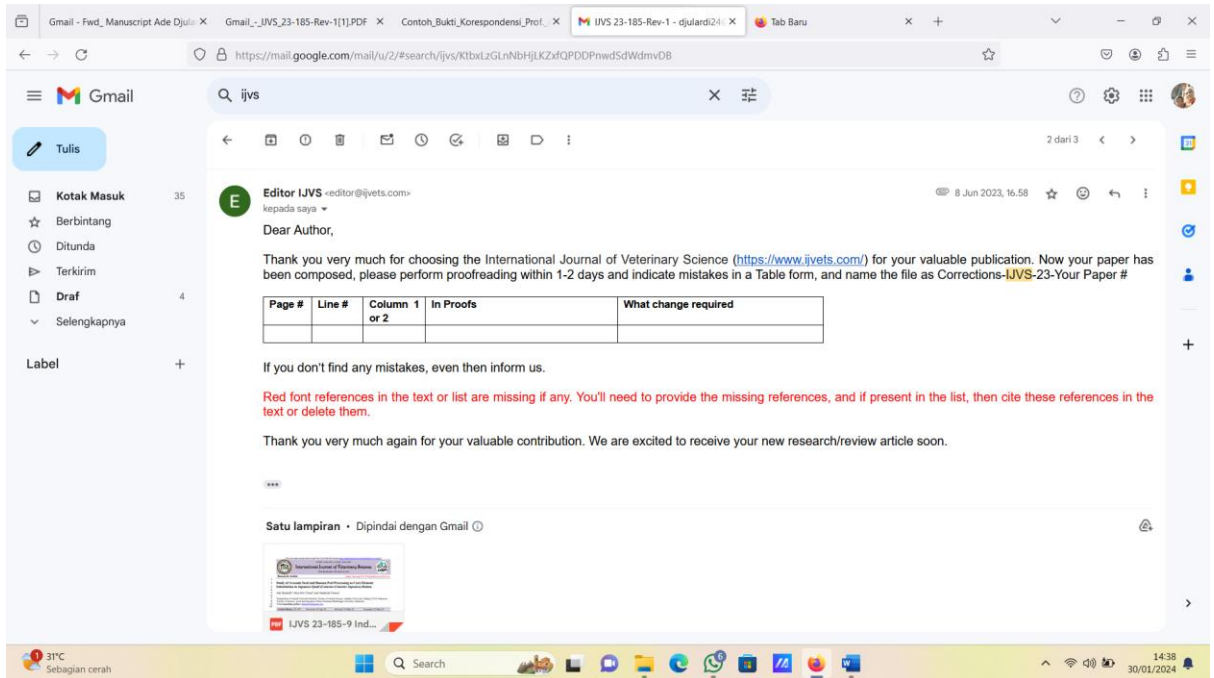 Gmail - Fwd_ Manuscript Ade Djula
Gmail_-_IJVS_23-185-Rev-1[1].PDF
Contoh_Bukti_Korespondensi_Prof._
IJVS 23-185-Rev-1 - djulardi24
Tab Baru
https://mail.google.com/mail/u/2/#search/ijvs/KtbxLzGLnNbHjLKZxfQPDDPnwdSdWdmvDB
Gmail
ijvs
Tulis
2 dari 3
Kotak Masuk 35
Berbintang
Ditunda
Terkirim
Draf 4
Selengkapnya
Label
Editor IJVS <editor@ijvets.com>
8 Jun 2023, 16.58
kepada saya
Dear Author,
Thank you very much for choosing the International Journal of Veterinary Science (https://www.ijvets.com/) for your valuable publication. Now your paper has
been composed, please perform proofreading within 1-2 days and indicate mistakes in a Table form, and name the file as Corrections-IJVS-23-Your Paper #
Page # Line # Column 1 In Proofs What change required
or 2
If you don't find any mistakes, even then inform us.
Red font references in the text or list are missing if any. You'll need to provide the missing references, and if present in the list, then cite these references in the
text or delete them.
Thank you very much again for your valuable contribution. We are excited to receive your new research/review article soon.
Satu lampiran • Dipindai dengan Gmail
International Journal of Veterinary Science
PDF IJVS 23-185-9 Ind...
1
31°C
Sebagian cerah
Search
14:38
30/01/2024